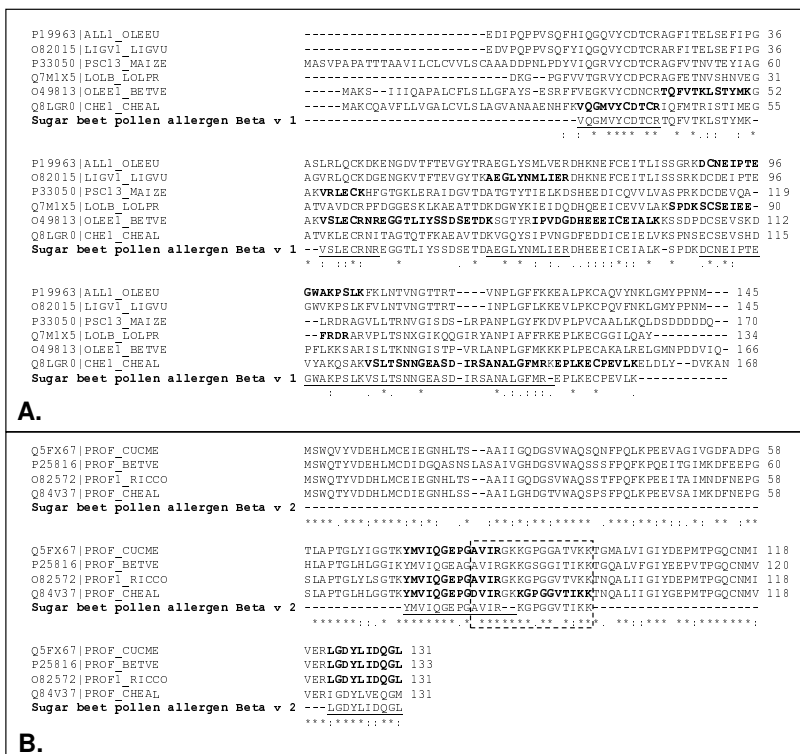 P19963|ALL1_OLEEU ----------------------EDIPQPPVSQFHIQGQVYCDTCRAGFITELSEFIPG 36
O82015|LIGV1_LIGVU ----------------------EDVPQPPVSQFYIQGQVYCDTCRARFITELSEFIPG 36
P33050|PSC13_MAIZE MASVPAPATTTAAVILCLCVVLSCAAADDPNLPDYVIQGRVYCDTCRAGFVTNVTEYIAG 60
Q7M1X5|LOLB_LOLPR -------------------------DKG--PGFVVTGRVYCDPCRAGFETNVSHNVEG 31
O49813|OLEE1_BETVE -----MAKS--IIIQAPALCFLSLLGFAYS-ESRFFVEGKVYCDNCRTQFVTKLSTYMKG 52
Q8LGR0|CHE1_CHEAL ----MAKCQAVFLLVGALCVLSLAGVANAAENHFKVQGMVYCDTCRIQFMTRISTIMEG 55
Sugar beet pollen allergen Beta v 1 ---------------------------------VQGMVYCDTCRTQFVTKLSTYMK-
: : * **** ** * * .:: :
P19963|ALL1_OLEEU ASLRLQCKDKENGDVTFTEVGYTRAEGLYSMLVERDHKNEFCEITLISSGRKDCNEIPTE 96
O82015|LIGV1_LIGVU AGVRLQCKDGENGKVTFTEVGYTKAEGLYNMLIERDHKNEFCEITLISSGRKDCDEIPTE 96
P33050|PSC13_MAIZE AKVRLECKHFGTGKLERAIDGVTDATGTYTIELKDSHEEDICQVVLVASPRKDCDEVQA- 119
Q7M1X5|LOLB_LOLPR ATVAVDCRPFDGGESKLKAEATTDKDGWYKIEIDQDHQEEICEVVLAKSPDKSCSEIEE- 90
O49813|OLEE1_BETVE AKVSLECRNREGGTLIYSSDSETDKSGTYRIPVDGDHEEEICEIALKKSSDPDCSEVSKD 112
Q8LGR0|CHE1_CHEAL ATVKLECRNITAGTQTFKAEAVTDKVGQYSIPVNGDFEDDICEIELVKSPNSECSEVSHD 115
Sugar beet pollen allergen Beta v 1 --VSLECRNREGGTLIYSSDSETDAEGLYNMLIERDHEEEICEIALK-SPDKDCNEIPTE
* : ::*: . * * * : :. ..::::*:: * * .*.*:
P19963|ALL1_OLEEU GWAKPSLKFKLNTVNGTTRT----VNPLGFFKKEALPKCAQVYNKLGMYPPNM--- 145
O82015|LIGV1_LIGVU GWVKPSLKFILNTVNGTTRT----INPLGFLKKEVLPKCPQVFNKLGMYPPNM--- 145
P33050|PSC13_MAIZE --LRDRAGVLLTRNVGISDS-LRPANPLGYFKDVPLPVCAALLKQLDSDDDDDQ-- 170
Q7M1X5|LOLB_LOLPR --FRDRARVPLTSNXGIKQQGIRYANPIAFFRKEPLKECGGILQAY---------- 134
O49813|OLEE1_BETVE PFLKKSARISLTKNNGISTP-VRLANPLGFMKKKPLPECAKALRELGMNPDDVIQ- 166
Q8LGR0|CHE1_CHEAL VYAKQSAKVSLTSNNGEASD-IRSANALGFMRKEPLKECPEVLKELDLY--DVKAN 168
Sugar beet pollen allergen Beta v 1 GWAKPSLKVSLTSNNGEASD-IRSANALGFMR-EPLKECPEVLK------------
: *. * .:.:::. * * .
A.
Q5FX67|PROF_CUCME MSWQVYVDEHLMCEIEGNHLTS--AAIIGQDGSVWAQSQNFPQLKPEEVAGIVGDFADPG 58
P25816|PROF_BETVE MSWQTYVDEHLMCDIDGQASNSLASAIVGHDGSVWAQSSSFPQFKPQEITGIMKDFEEPG 60
O82572|PROF1_RICCO MSWQTYVDDHLMCEIEGNHLTS--AAIIGQDGSVWAQSSTFPQFKPEEITAIMNDFNEPG 58
Q84V37|PROF_CHEAL MSWQTYVDDHLMCDIEGNHLSS--AAILGHDGTVWAQSPSFPQLKPEEVSAIMKDFNEPG 58
Sugar beet pollen allergen Beta v 2 ------------------------------------------------------------
****.***:****:*:*: .* :**:*:**:***** .***:**:*::.*: ** :**
Q5FX67|PROF_CUCME TLAPTGLYIGGTKYMVIQGEPGAVIRGKKGPGGATVKKTGMALVIGIYDEPMTPGQCNMI 118
P25816|PROF_BETVE HLAPTGLHLGGIKYMVIQGEAGAVIRGKKGSGGITIKKTGQALVFGIYEEPVTPGQCNMV 120
O82572|PROF1_RICCO SLAPTGLYLSGTKYMVIQGEPGAVIRGKKGPGGVTVKKTNQALIIGIYDEPMTPGQCNMI 118
Q84V37|PROF_CHEAL SLAPTGLHLGGTKYMVIQGEPGDVIRGKKGPGGVTIKKTNQALIIGIYGEPMTPGQCNMV 118
Sugar beet pollen allergen Beta v 2 -------------YMVIQGEPGAVIR--KGPGGVTIKK----------------------
******::.* ********.* *******.** *:***. **::*** **:*******:
Q5FX67|PROF_CUCME VERLGDYLIDQGL 131
P25816|PROF_BETVE VERLGDYLIDQGL 133
O82572|PROF1_RICCO VERLGDYLIDQGL 131
Q84V37|PROF_CHEAL VERIGDYLVEQGM 131
Sugar beet pollen allergen Beta v 2 ---LGDYLIDQGL
***:****::**:
B.